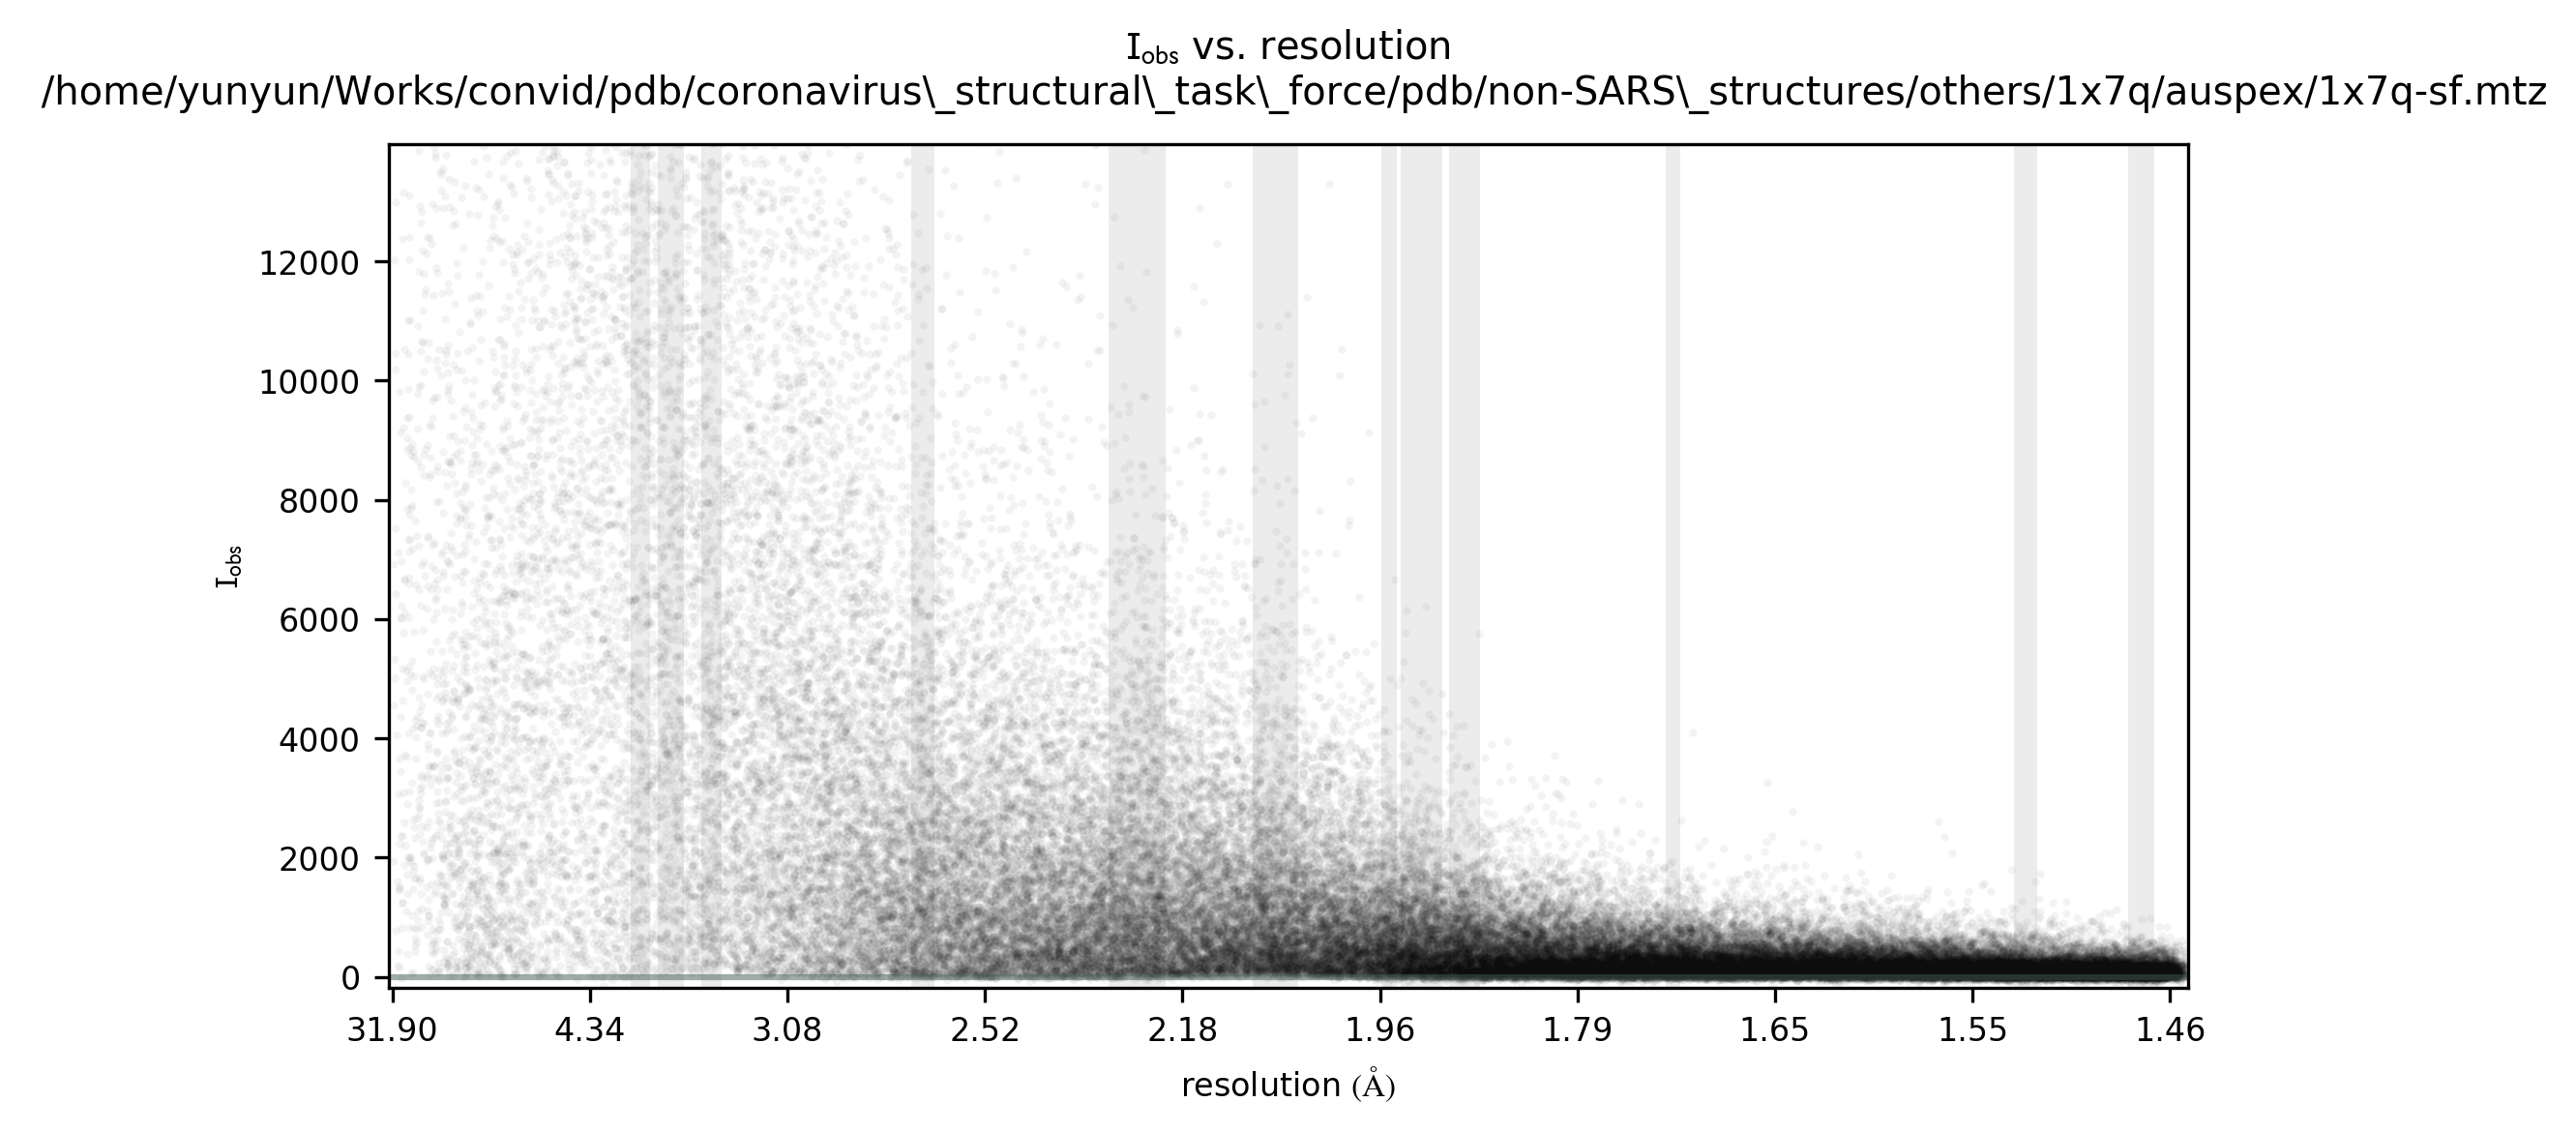 I_obs vs. resolution
/home/yunyun/Works/convid/pdb/coronavirus\_structural\_task\_force/pdb/non-SARS\_structures/others/1x7q/auspex/1x7q-sf.mtz
12000
10000
8000
6000
4000
2000
0
I_obs
31.90 4.34 3.08 2.52 2.18 1.96 1.79 1.65 1.55 1.46
resolution (Å)